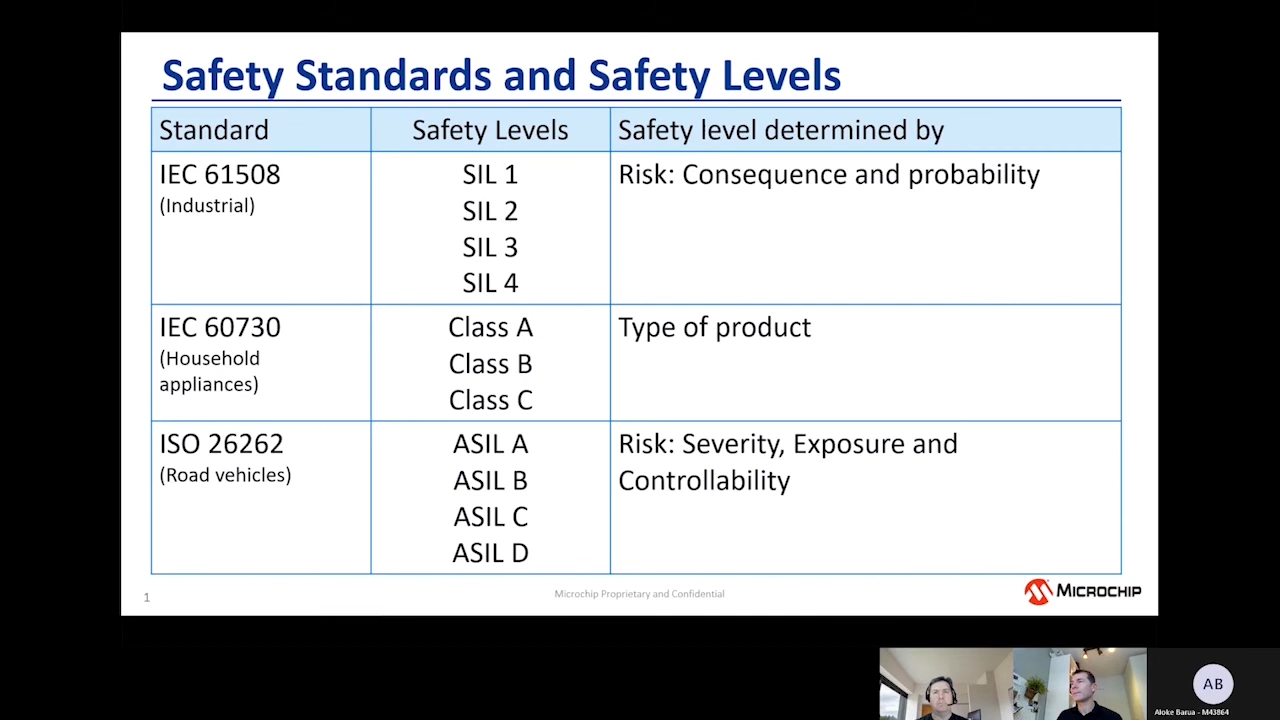 Safety Standards and Safety Levels
Standard
Safety Levels
Safety level determined by
IEC 61508
(Industrial)
SIL 1
SIL 2
SIL 3
SIL 4
Risk: Consequence and probability
IEC 60730
(Household
appliances)
Class A
Class B
Class C
Type of product
ISO 26262
(Road vehicles)
ASIL A
ASIL B
ASIL C
ASIL D
Risk: Severity, Exposure and
Controllability
1
Microchip Proprietary and Confidential
MICROCHIP
AB
Aloke Barua - M43864